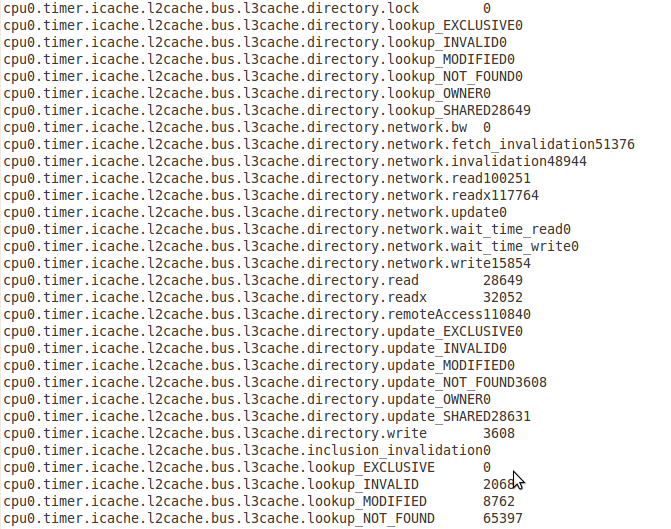 cpu0.timer.icache.l2cache.bus.l3cache.directory.lock 0
cpu0.timer.icache.l2cache.bus.l3cache.directory.lookup_EXCLUSIVE0
cpu0.timer.icache.l2cache.bus.l3cache.directory.lookup_INVALID0
cpu0.timer.icache.l2cache.bus.l3cache.directory.lookup_MODIFIED0
cpu0.timer.icache.l2cache.bus.l3cache.directory.lookup_NOT_FOUND0
cpu0.timer.icache.l2cache.bus.l3cache.directory.lookup_OWNER0
cpu0.timer.icache.l2cache.bus.l3cache.directory.lookup_SHARED28649
cpu0.timer.icache.l2cache.bus.l3cache.directory.network.bw 0
cpu0.timer.icache.l2cache.bus.l3cache.directory.network.fetch_invalidation51376
cpu0.timer.icache.l2cache.bus.l3cache.directory.network.invalidation48944
cpu0.timer.icache.l2cache.bus.l3cache.directory.network.read100251
cpu0.timer.icache.l2cache.bus.l3cache.directory.network.readx117764
cpu0.timer.icache.l2cache.bus.l3cache.directory.network.update0
cpu0.timer.icache.l2cache.bus.l3cache.directory.network.wait_time_read0
cpu0.timer.icache.l2cache.bus.l3cache.directory.network.wait_time_write0
cpu0.timer.icache.l2cache.bus.l3cache.directory.network.write15854
cpu0.timer.icache.l2cache.bus.l3cache.directory.read 28649
cpu0.timer.icache.l2cache.bus.l3cache.directory.readx 32052
cpu0.timer.icache.l2cache.bus.l3cache.directory.remoteAccess110840
cpu0.timer.icache.l2cache.bus.l3cache.directory.update_EXCLUSIVE0
cpu0.timer.icache.l2cache.bus.l3cache.directory.update_INVALID0
cpu0.timer.icache.l2cache.bus.l3cache.directory.update_MODIFIED0
cpu0.timer.icache.l2cache.bus.l3cache.directory.update_NOT_FOUND3608
cpu0.timer.icache.l2cache.bus.l3cache.directory.update_OWNER0
cpu0.timer.icache.l2cache.bus.l3cache.directory.update_SHARED28631
cpu0.timer.icache.l2cache.bus.l3cache.directory.write 3608
cpu0.timer.icache.l2cache.bus.l3cache.inclusion_invalidation0
cpu0.timer.icache.l2cache.bus.l3cache.lookup_EXCLUSIVE 0
cpu0.timer.icache.l2cache.bus.l3cache.lookup_INVALID
cpu0.timer.icache.l2cache.bus.l3cache.lookup_MODIFIED 8762
cpu0.timer.icache.l2cache.bus.l3cache.lookup_NOT_FOUND 65397